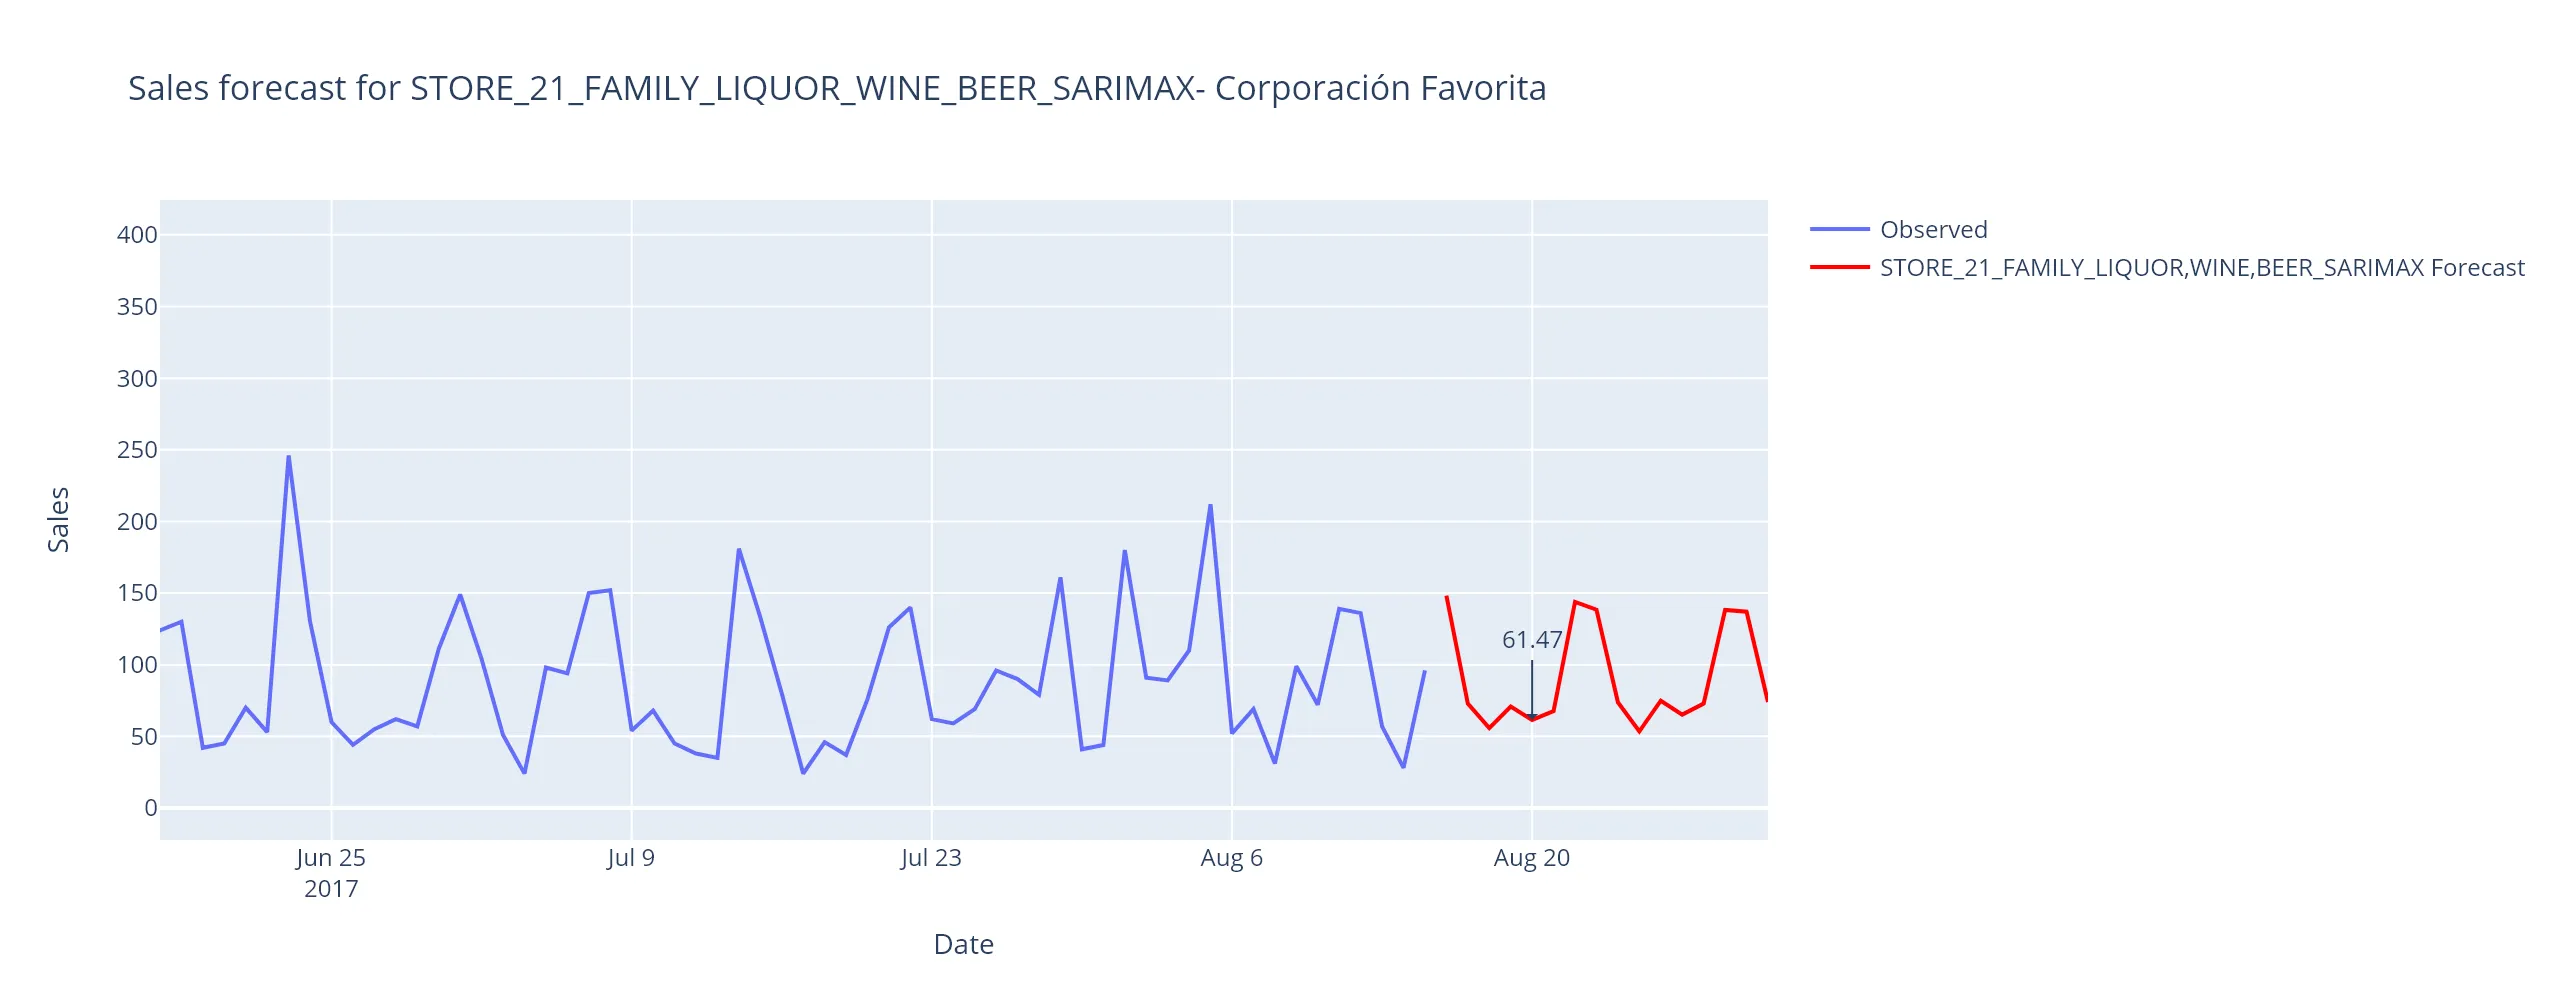 Sales forecast for STORE_21_FAMILY_LIQUOR_WINE_BEER_SARIMAX- Corporación Favorita
Observed
STORE_21_FAMILY_LIQUOR,WINE,BEER_SARIMAX Forecast
400
350
300
250
200
150
100
50
0
Sales
61.47
Jun 25
2017
Jul 9
Jul 23
Aug 6
Aug 20
Date